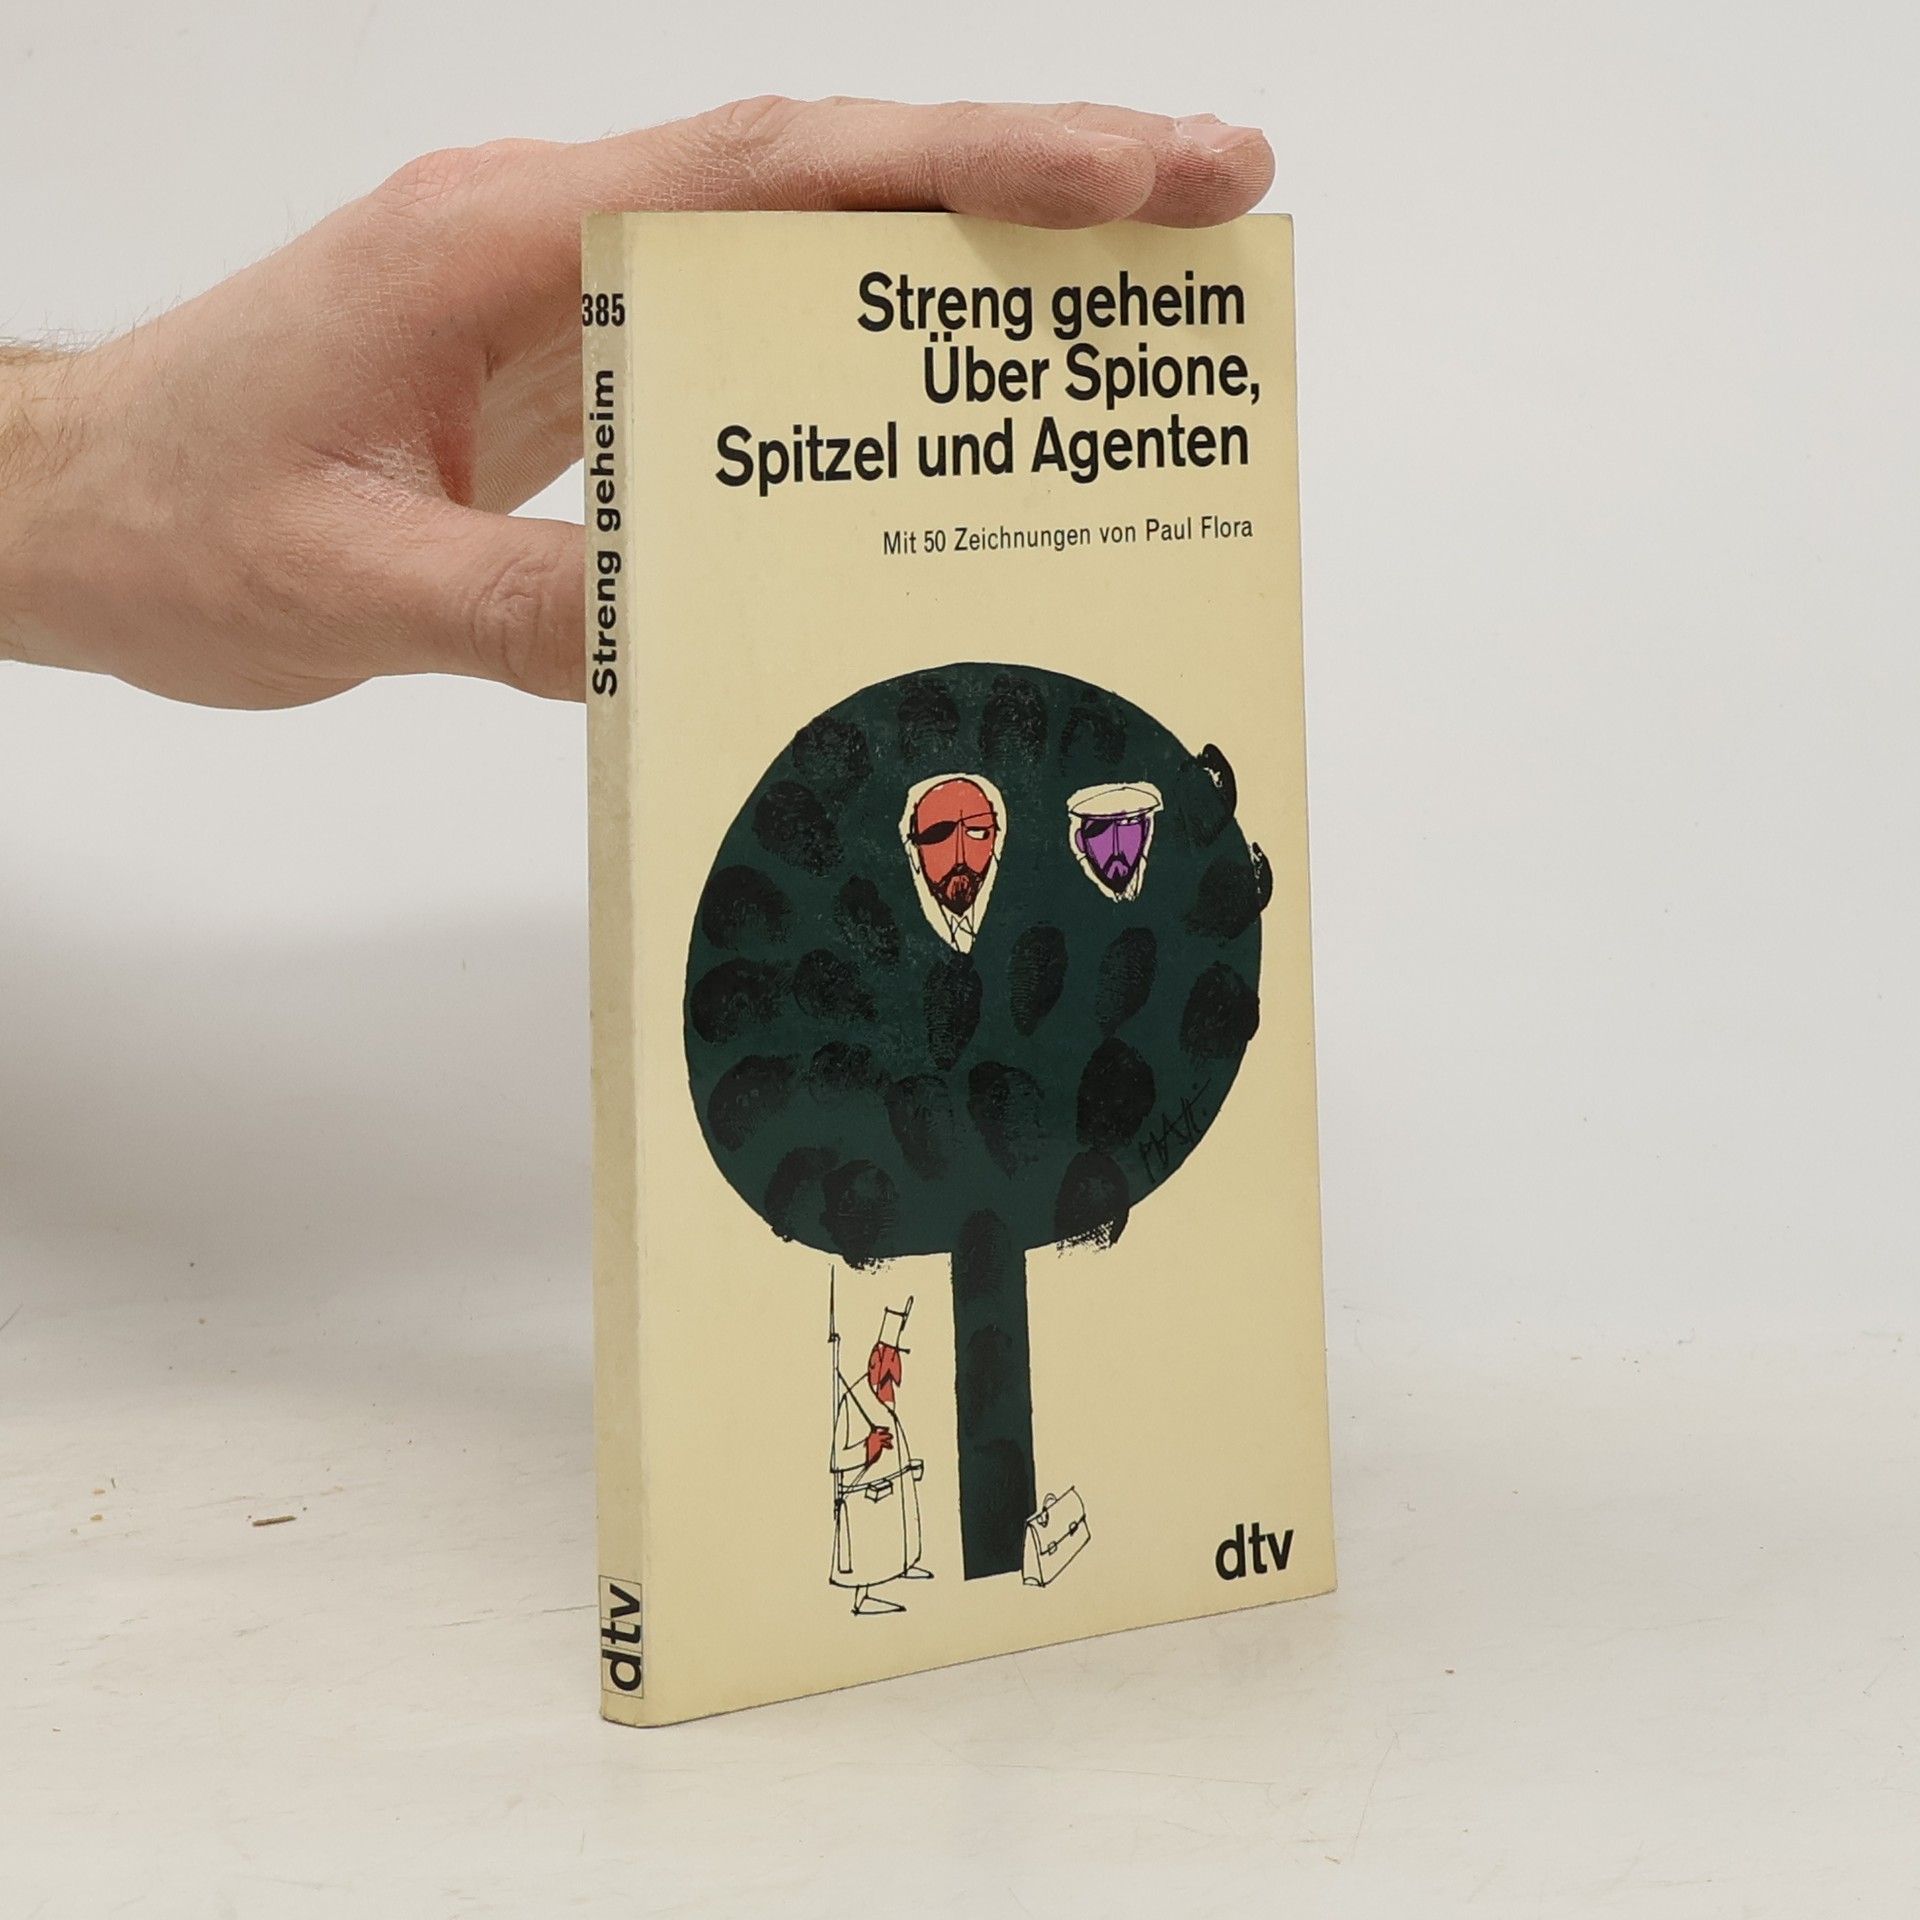 385
Streng geheim
dtv
Streng geheim
Über Spione,
Spitzel und Agenten
Mit 50 Zeichnungen von Paul Flora
dtv